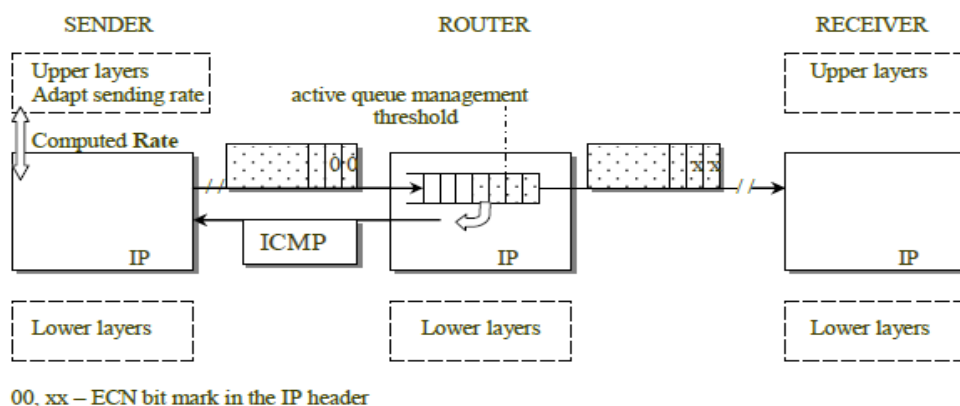 SENDER
ROUTER
RECEIVER
Upper layers
Adapt sending rate
active queue management
threshold
Upper layers
Computed Rate
0 0
x x
ICMP
IP
IP
IP
Lower layers
Lower layers
Lower layers
00, xx – ECN bit mark in the IP header